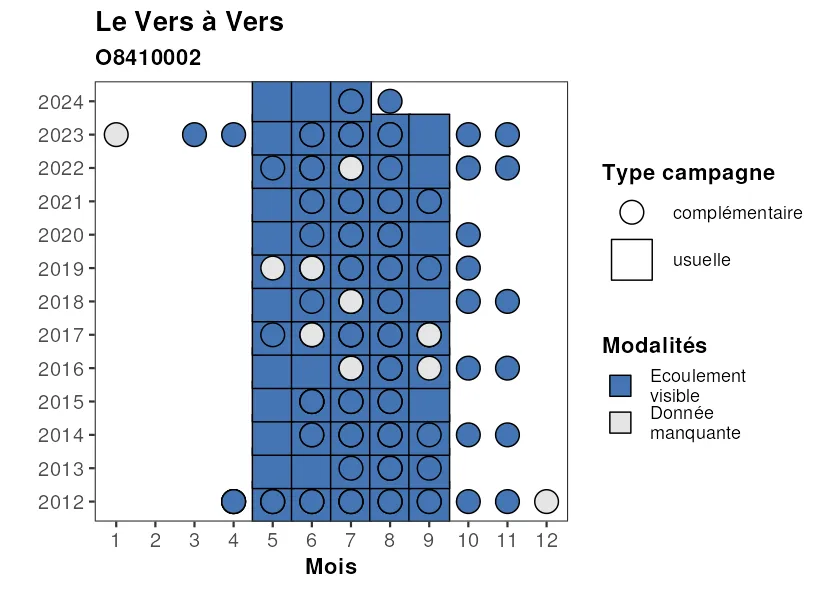 Le Vers à Vers
O8410002
2024
2023
2022
2021
2020
2019
2018
2017
2016
2015
2014
2013
2012
1 2 3 4 5 6 7 8 9 10 11 12
Mois
Type campagne
complémentaire
usuelle
Modalités
Ecoulement
visible
Donnée
manquante